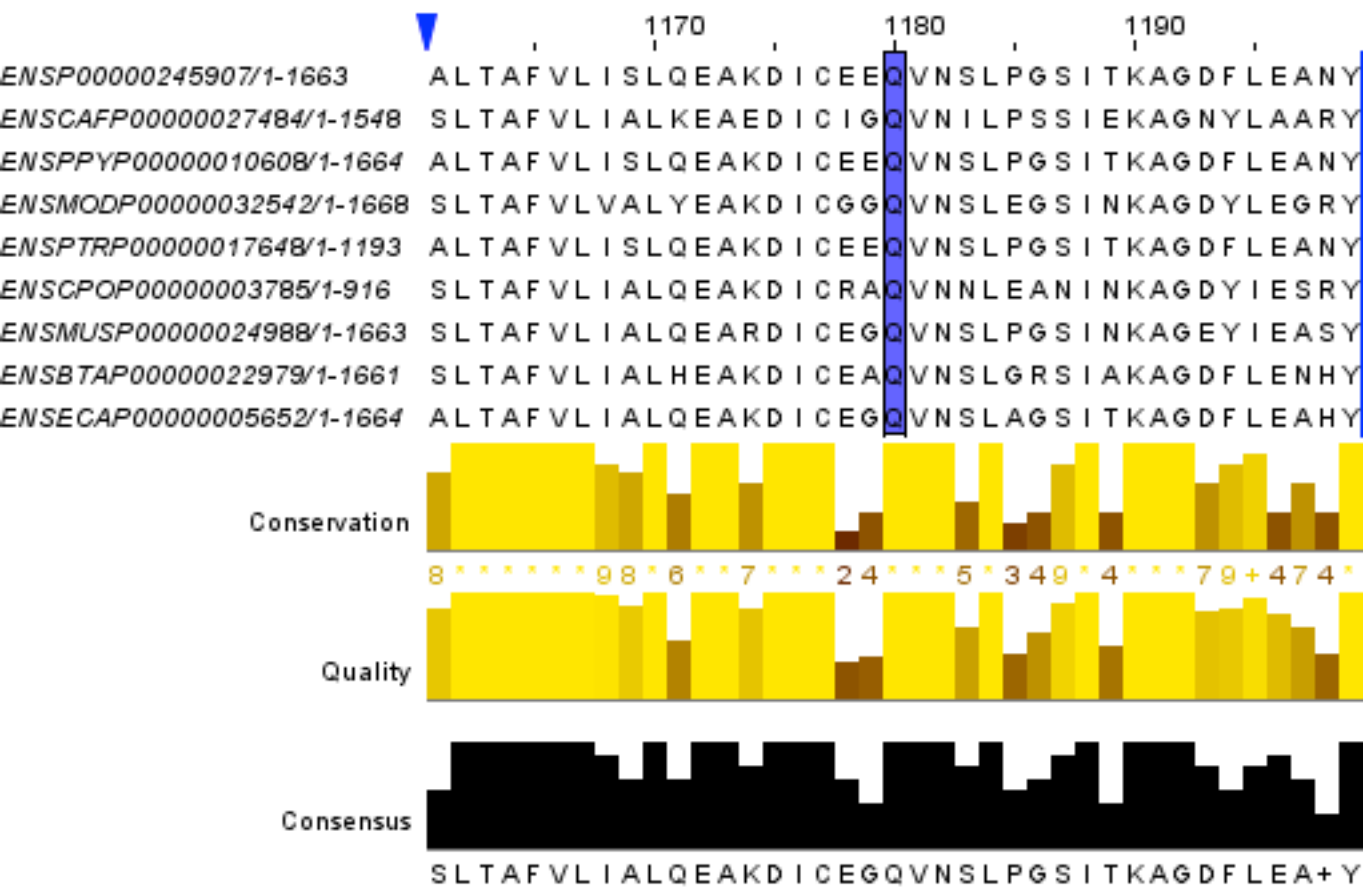 1170 1180 1190
ENSP00000245907/1-1663 ALTAFVLISLQEAKDICEEQVNSLPGSITKAGDFLEANY
ENSCAFP00000027484/1-1548 SLTAFVLIALKEAEDICIGQVNILPSSIEKAGNYLAARY
ENSPPYP00000010608/1-1664 ALTAFVLISLQEAKDICEEQVNSLPGSITKAGDFLEANY
ENSMODP00000032542/1-1668 SLTAFVLVALYEAKDICGGQVNSLEGSINKAGDYLEGRY
ENSPTRP00000017648/1-1193 ALTAFVLISLQEAKDICEEQVNSLPGSITKAGDFLEANY
ENSCPOP00000003785/1-916 SLTAFVLIALQEAKDICRAQVNNLEANINKAGDYIESRY
ENSMUSP00000024988/1-1663 SLTAFVLIALQEARDICEGQVNSLPGSINKAGEYIEASY
ENSBTAP00000022979/1-1661 SLTAFVLIALHEAKDICEAQVNSLGRSIAKAGDFLENHY
ENSECAP00000005652/1-1664 ALTAFVLIALQEAKDICEGQVNSLAGSITKAGDFLEAHY
Conservation
8******98*6**7***24***5*349*4***79+474*
Quality
Consensus
SLTAFVLIALQEAKDICEGQVNSLPGSITKAGDFLEA+Y